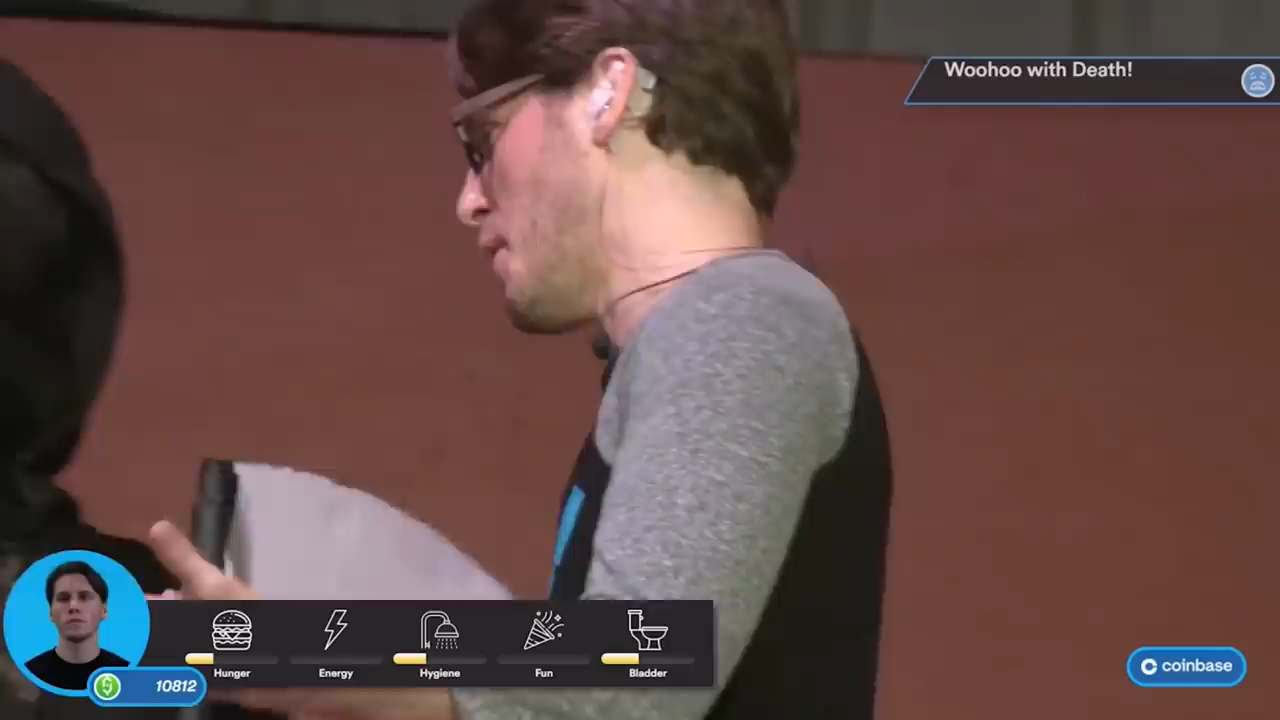 Woohoo with Death!
Hunger
Energy
Hygiene
Fun
Bladder
10812
coinbase